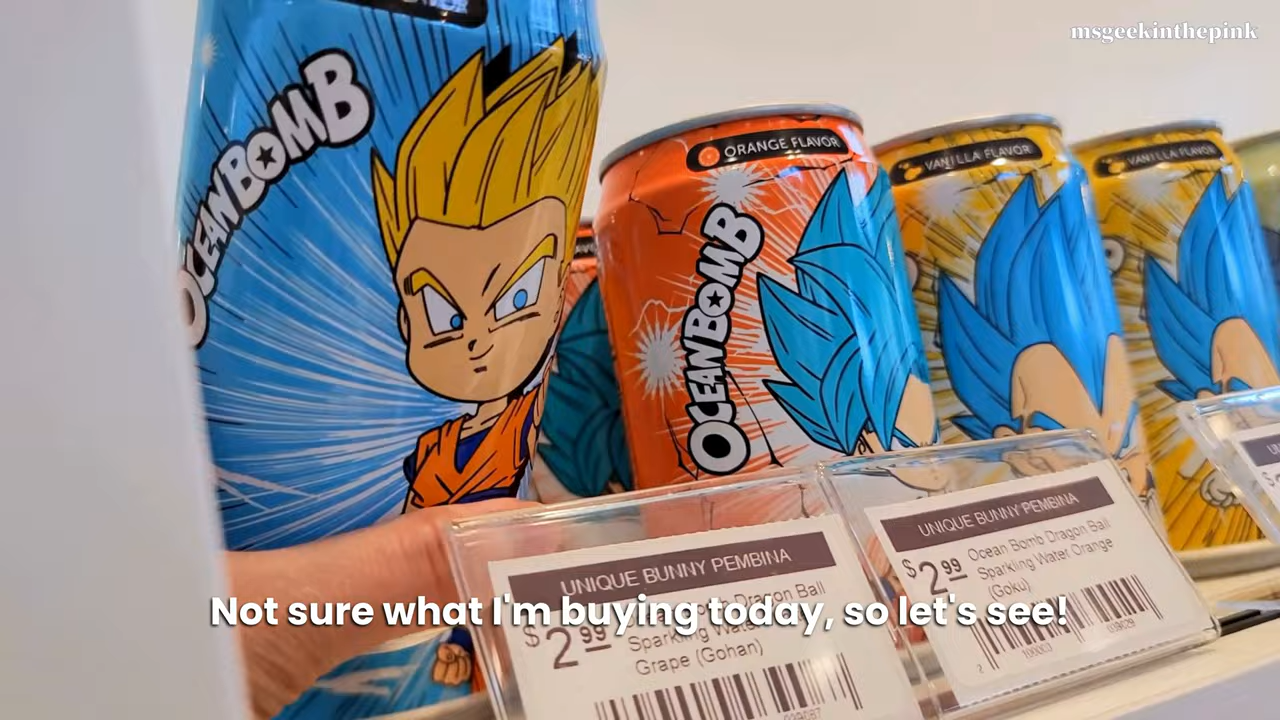 msgeekinthepink
OCEANBOMB
ORANGE FLAVOR
OCEANBOMB
VANILLA FLAVOR
VANILLA FLAVOR
UNIQUE BUNNY PEMBINA
$2.99
Dragon Ball
Sparkling Water
Grape (Gohan)
UNIQUE BUNNY PEMBINA
$2.99
Ocean Bomb Dragon Ball
Sparkling Water Orange
(Goku)
Not sure what I'm buying today, so let's see!